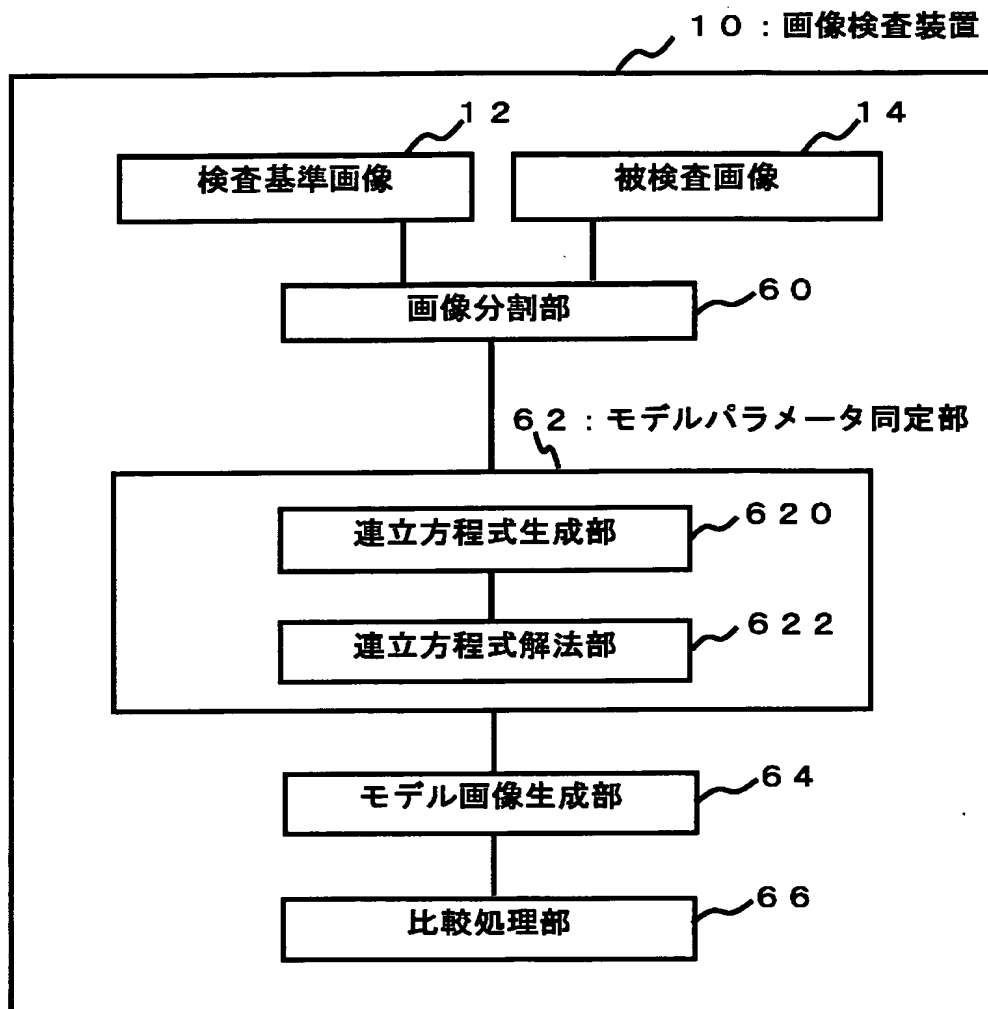 １０：画像検査装置
１２
１４
検査基準画像
被検査画像
６０
画像分割部
６２：モデルパラメータ同定部
６２０
連立方程式生成部
６２２
連立方程式解法部
６４
モデル画像生成部
６６
比較処理部